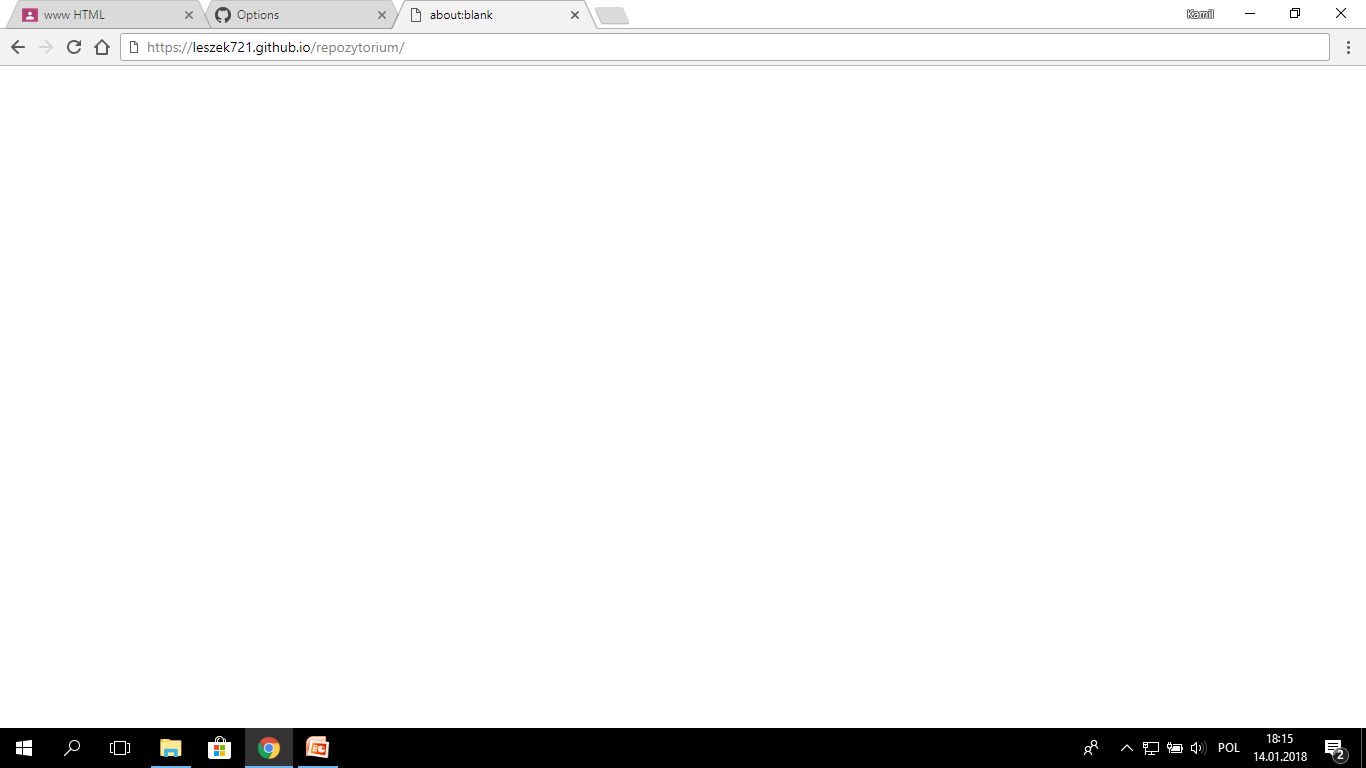 www HTML
Options
about:blank
Kamil
https://leszek721.github.io/repozytorium/
POL
18:15
14.01.2018
2